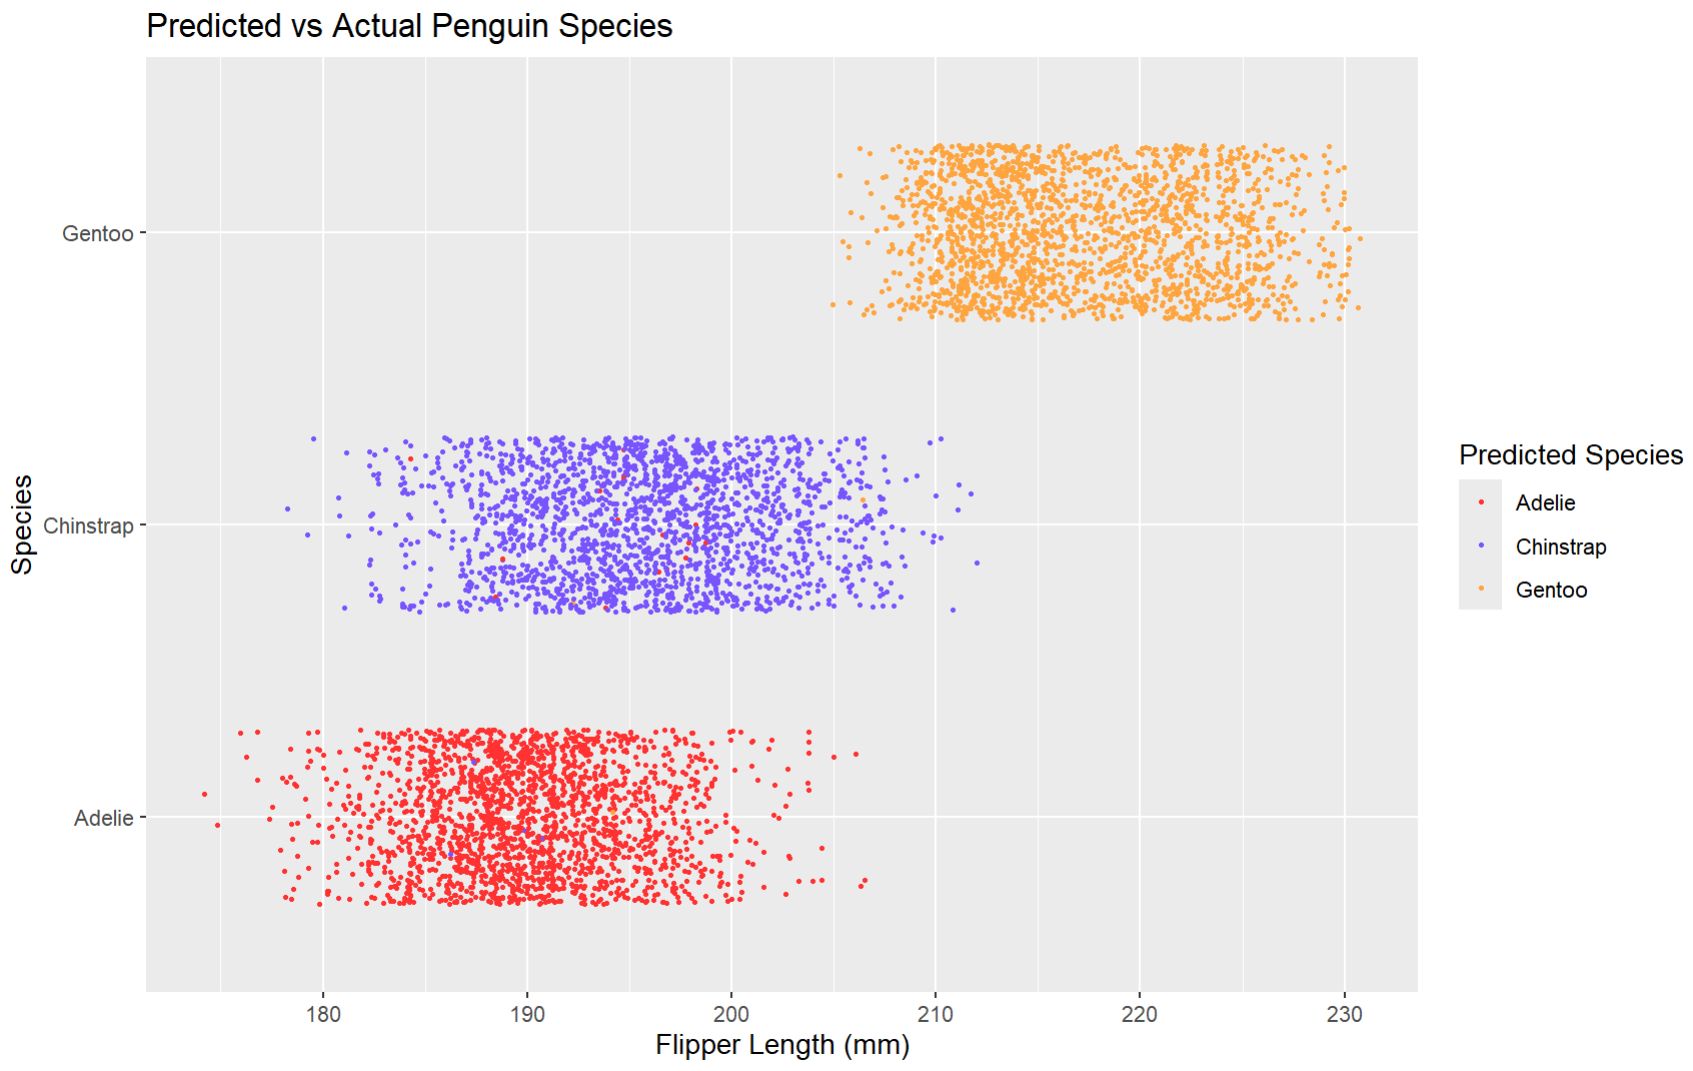 Predicted vs Actual Penguin Species
Gentoo
Chinstrap
Adelie
Species
180 190 200 210 220 230
Flipper Length (mm)
Predicted Species
Adelie
Chinstrap
Gentoo